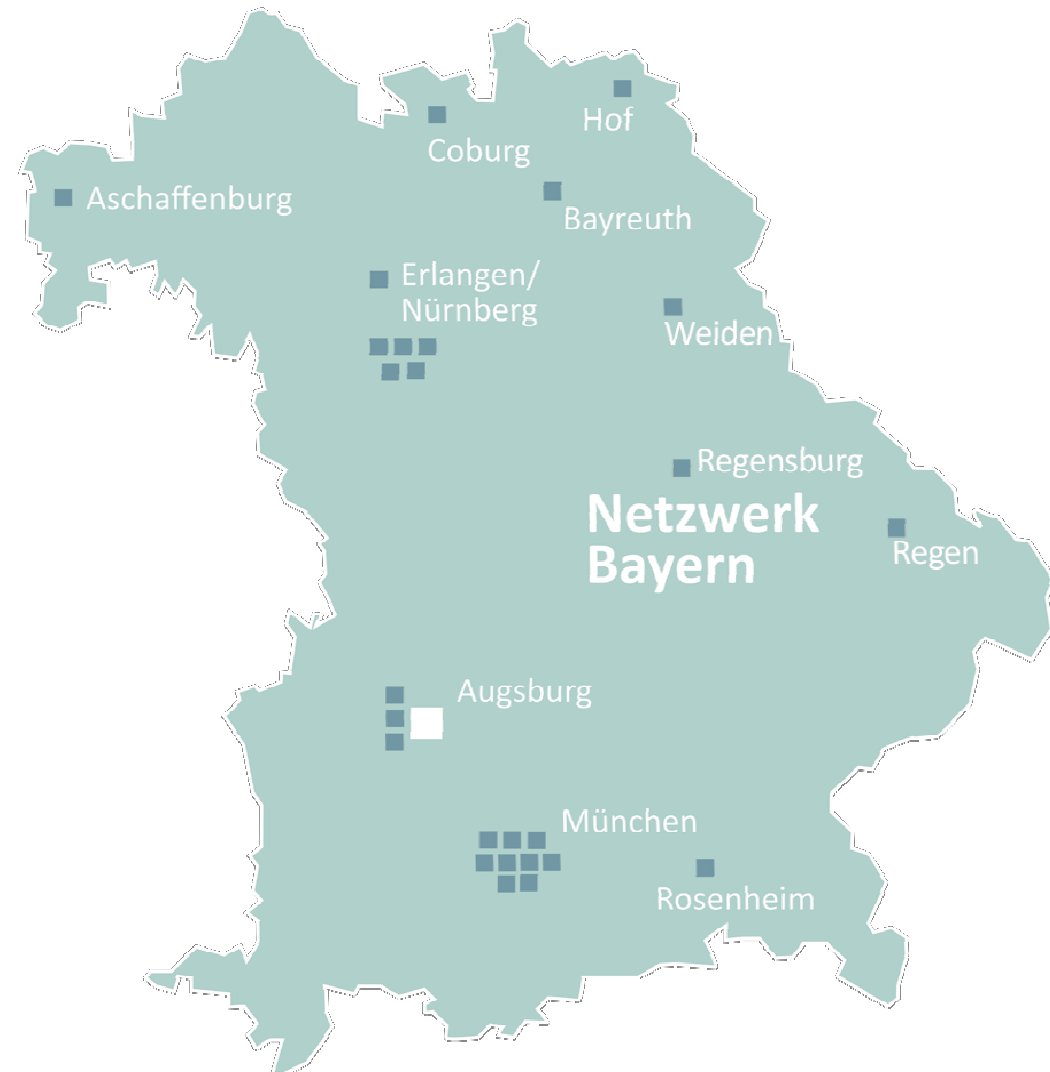 Hof
Coburg
Aschaffenburg
Bayreuth
Erlangen/
Nürnberg
Weiden
Regensburg
Netzwerk
Bayern
Regen
Augsburg
München
Rosenheim